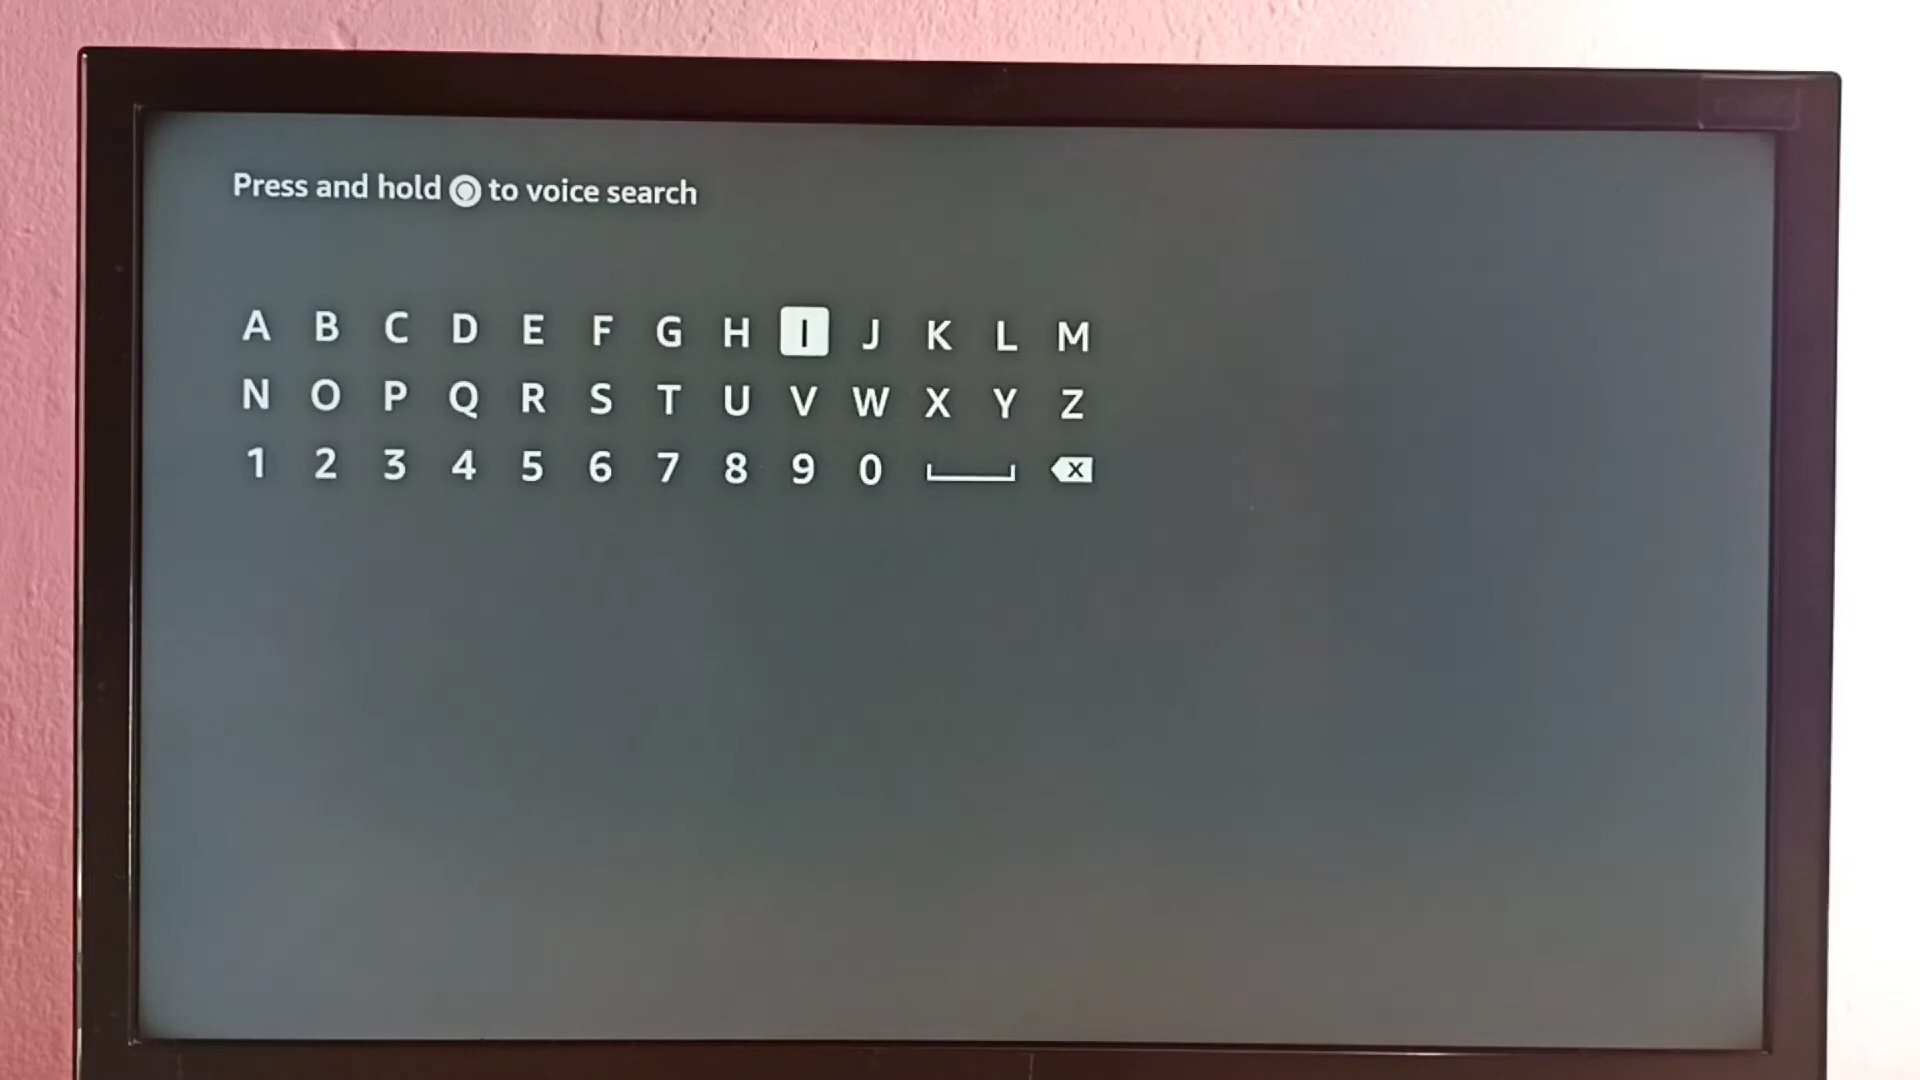 Press and hold to voice search
A B C D E F G H I J K L M
N O P Q R S T U V W X Y Z
1 2 3 4 5 6 7 8 9 0